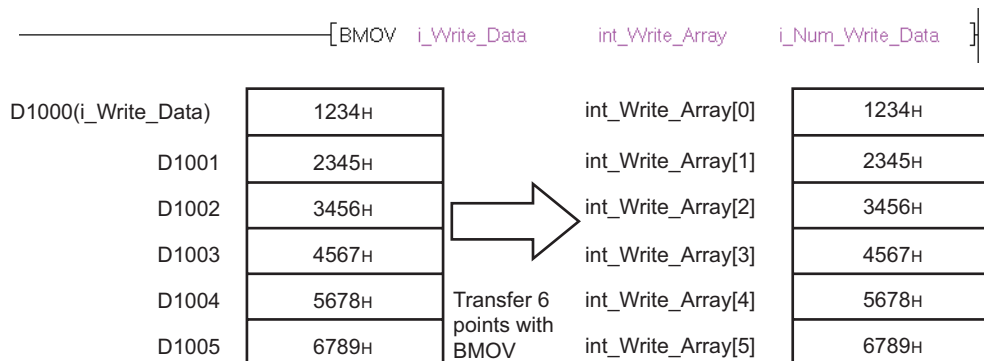 [BMOV i_Write_Data int_Write_Array i_Num_Write_Data ]
D1000(i_Write_Data) 1234H int_Write_Array[0] 1234H
D1001 2345H int_Write_Array[1] 2345H
D1002 3456H int_Write_Array[2] 3456H
D1003 4567H int_Write_Array[3] 4567H
D1004 5678H Transfer 6 int_Write_Array[4] 5678H
points with
D1005 6789H BMOV int_Write_Array[5] 6789H